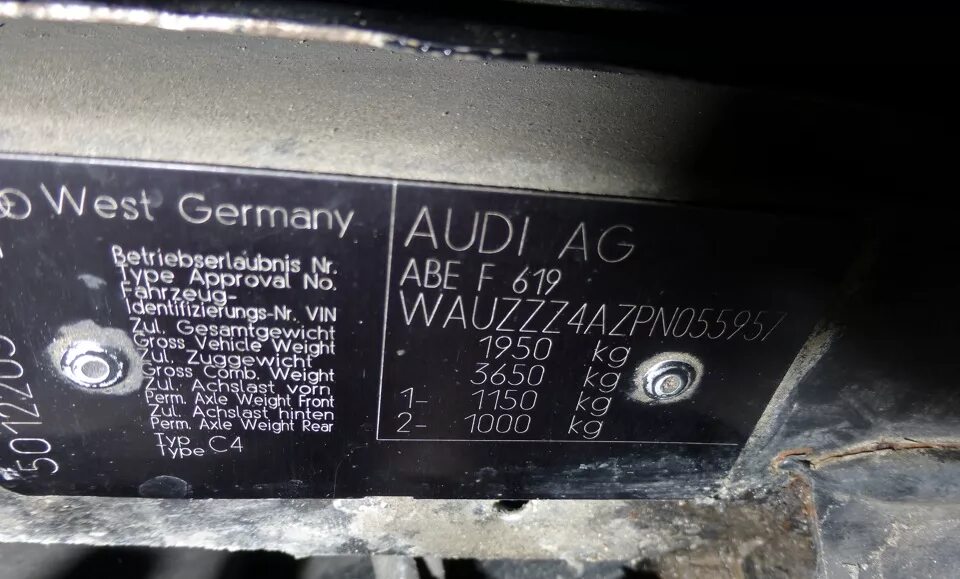 West Germany
AUDI AG
Betriebserlaubnis Nr.
Type Approval No.
ABE F 619
Fahrzeug-
Identifizierungs-Nr. VIN
WAUZZZ4AZPN055957
Zul. Gesamtgewicht
Gross Vehicle Weight
1950 kg
Zul. Zuggewicht
Gross Comb. Weight
3650 kg
Zul. Achslast vorn
Perm. Axle Weight Front
1- 1150 kg
Zul. Achslast hinten
Perm. Axle Weight Rear
2- 1000 kg
Typ
Type C4